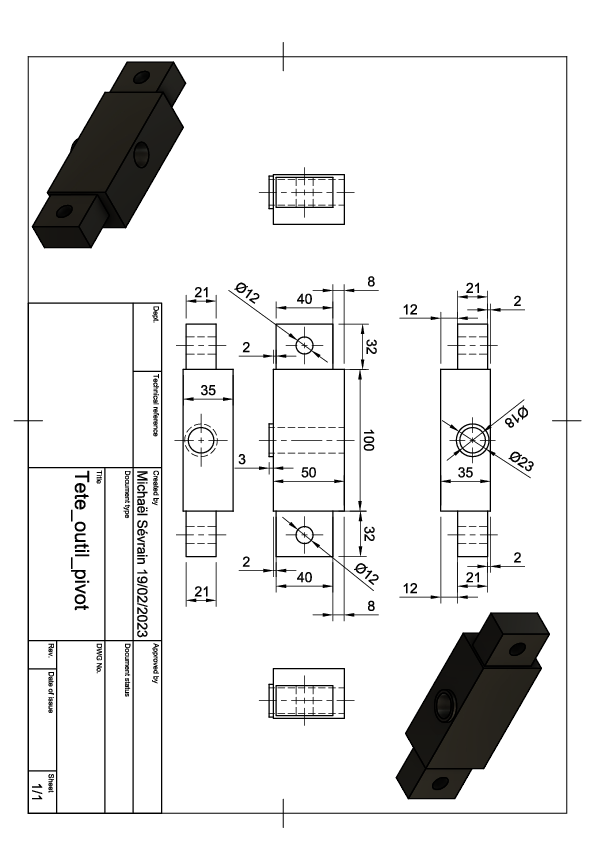 8
40
Ø12
21
2
32
21
12
2
35
Ø18
Ø23
100
35
3
50
32
Ø12
2
40
8
21
2
21
12
Dept.
Technical reference
Created by
Approved by
Michaël Sévrain 19/02/2023
Document type
Document status
Title
DWG No.
Tete_outil_pivot
Rev.
Date of issue
Sheet
1/1